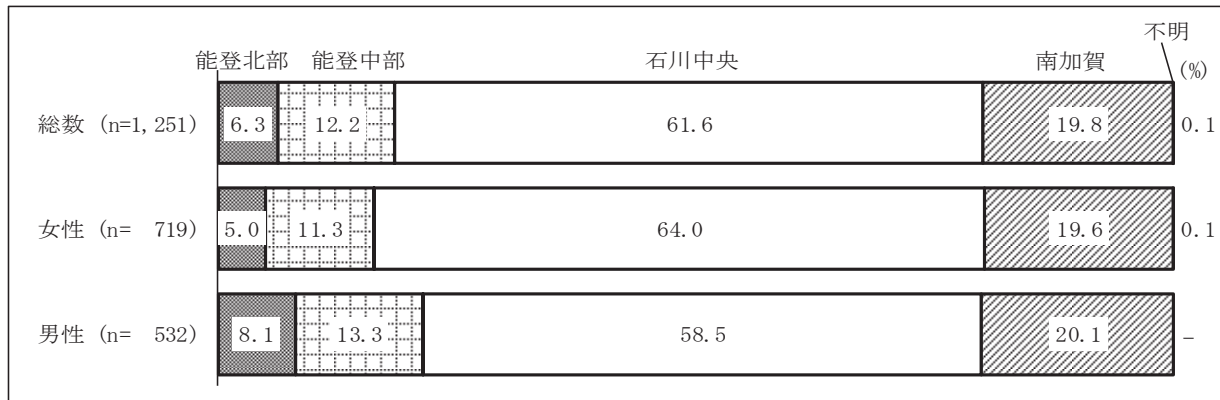 不明
能登北部 能登中部 石川中央 南加賀 (%)
総数 (n=1,251) 6.3 12.2 61.6 19.8 0.1
女性 (n= 719) 5.0 11.3 64.0 19.6 0.1
男性 (n= 532) 8.1 13.3 58.5 20.1 -